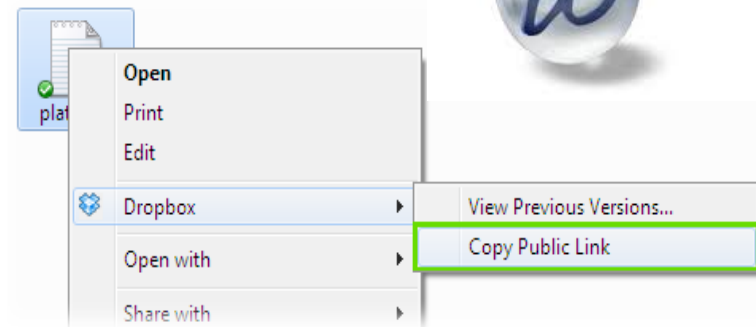 Open
plat
Print
Edit
Dropbox
View Previous Versions...
Copy Public Link
Open with
Share with